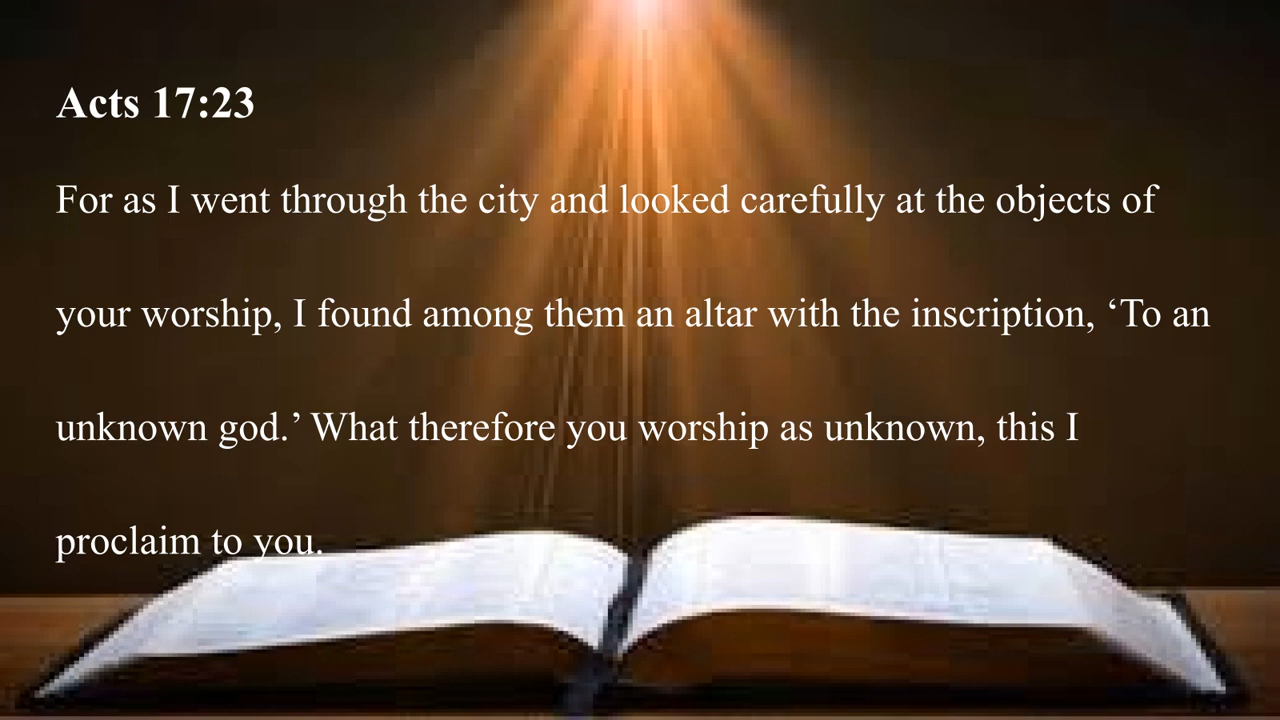 Acts 17:23
For as I went through the city and looked carefully at the objects of
your worship, I found among them an altar with the inscription, ‘To an
unknown god.’ What therefore you worship as unknown, this I
proclaim to you.